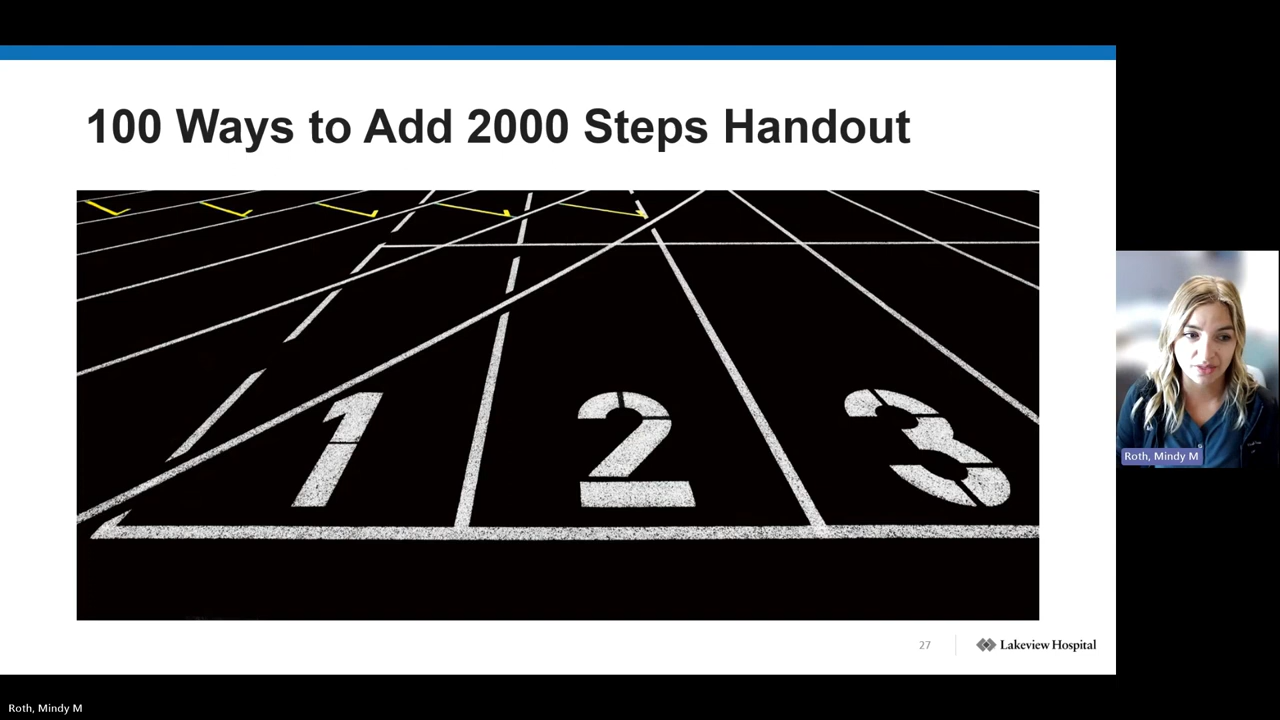 100 Ways to Add 2000 Steps Handout
1 2 3
27
Lakeview Hospital
Roth, Mindy M
Roth, Mindy M